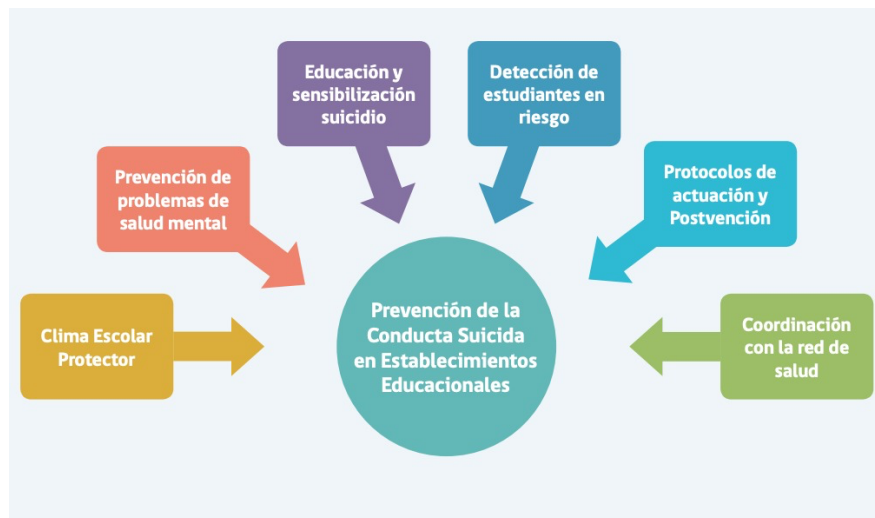 Educación y
sensibilización
suicidio
Detección de
estudiantes en
riesgo
Prevención de
problemas de
salud mental
Protocolos de
actuación y
Postvención
Clima Escolar
Protector
Prevención de la
Conducta Suicida
en Establecimientos
Educacionales
Coordinación
con la red de
salud